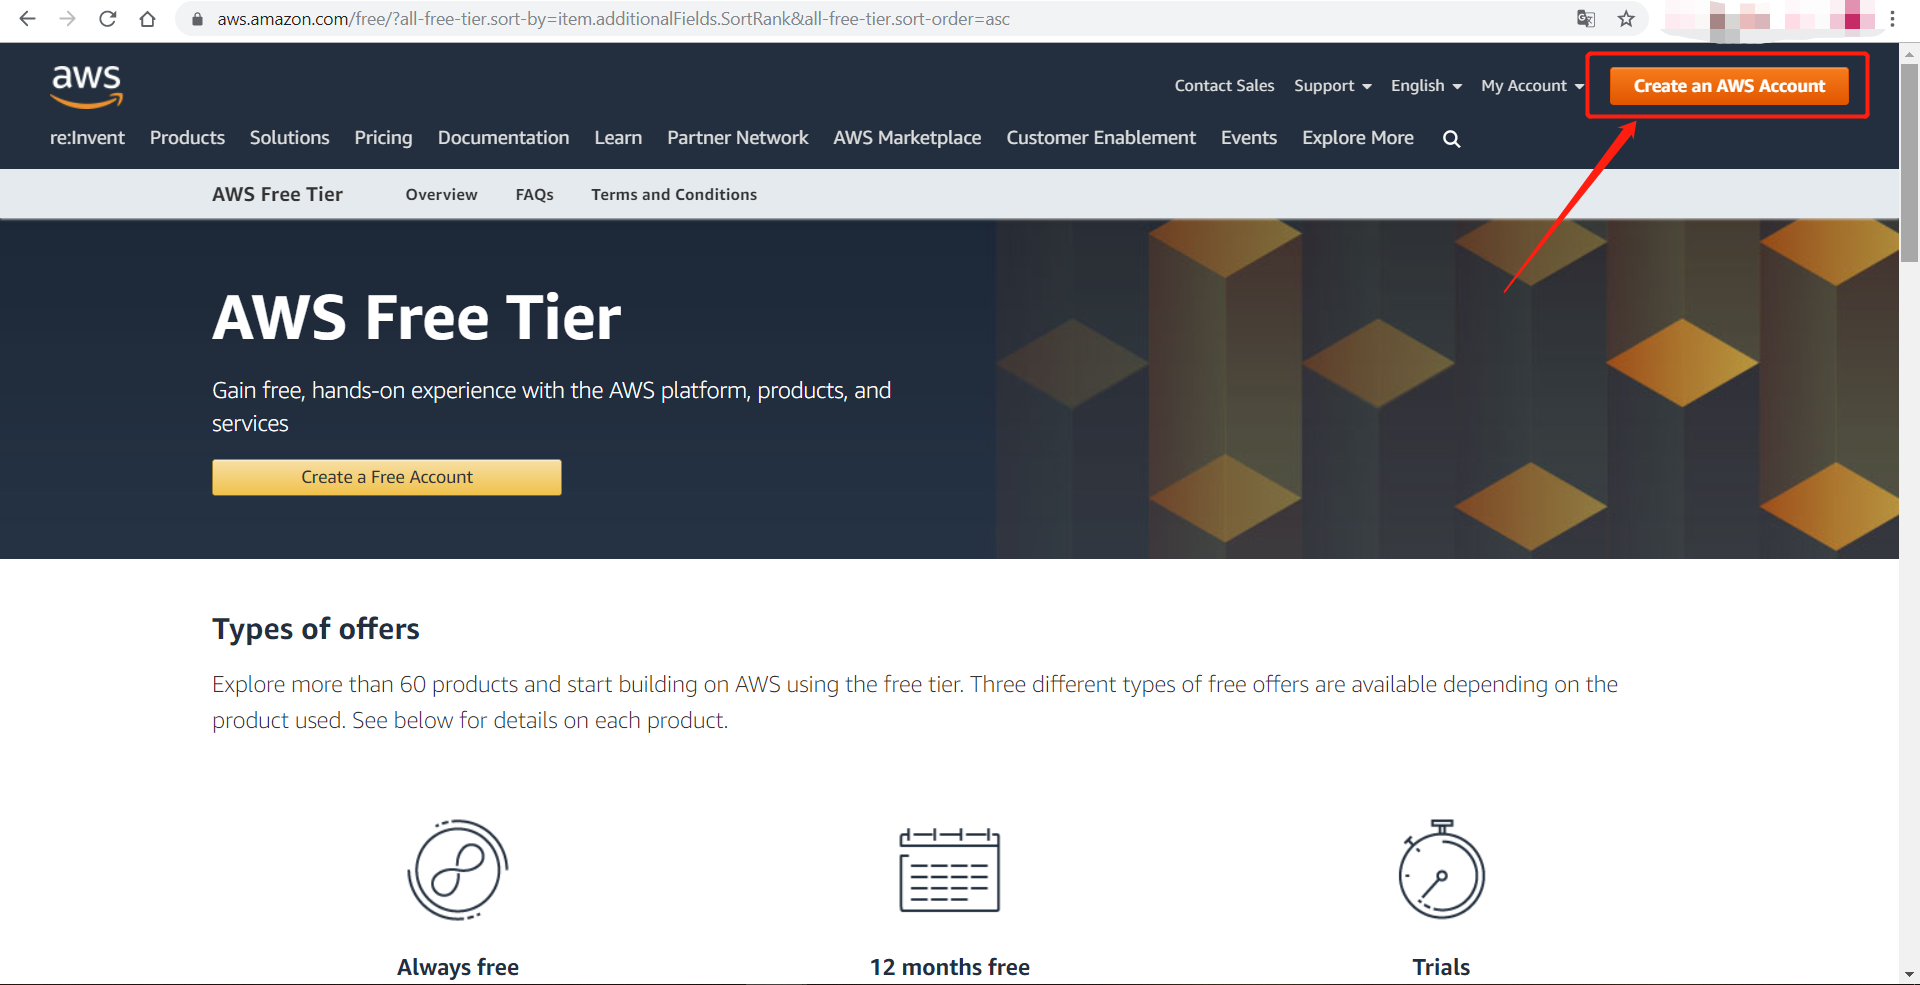 aws.amazon.com/free/?all-free-tier.sort-by=item.additionalFields.SortRank&all-free-tier.sort-order=asc
aws
Contact Sales Support English My Account Create an AWS Account
re:Invent Products Solutions Pricing Documentation Learn Partner Network AWS Marketplace Customer Enablement Events Explore More
AWS Free Tier Overview FAQs Terms and Conditions
AWS Free Tier
Gain free, hands-on experience with the AWS platform, products, and
services
Create a Free Account
Types of offers
Explore more than 60 products and start building on AWS using the free tier. Three different types of free offers are available depending on the
product used. See below for details on each product.
Always free 12 months free Trials